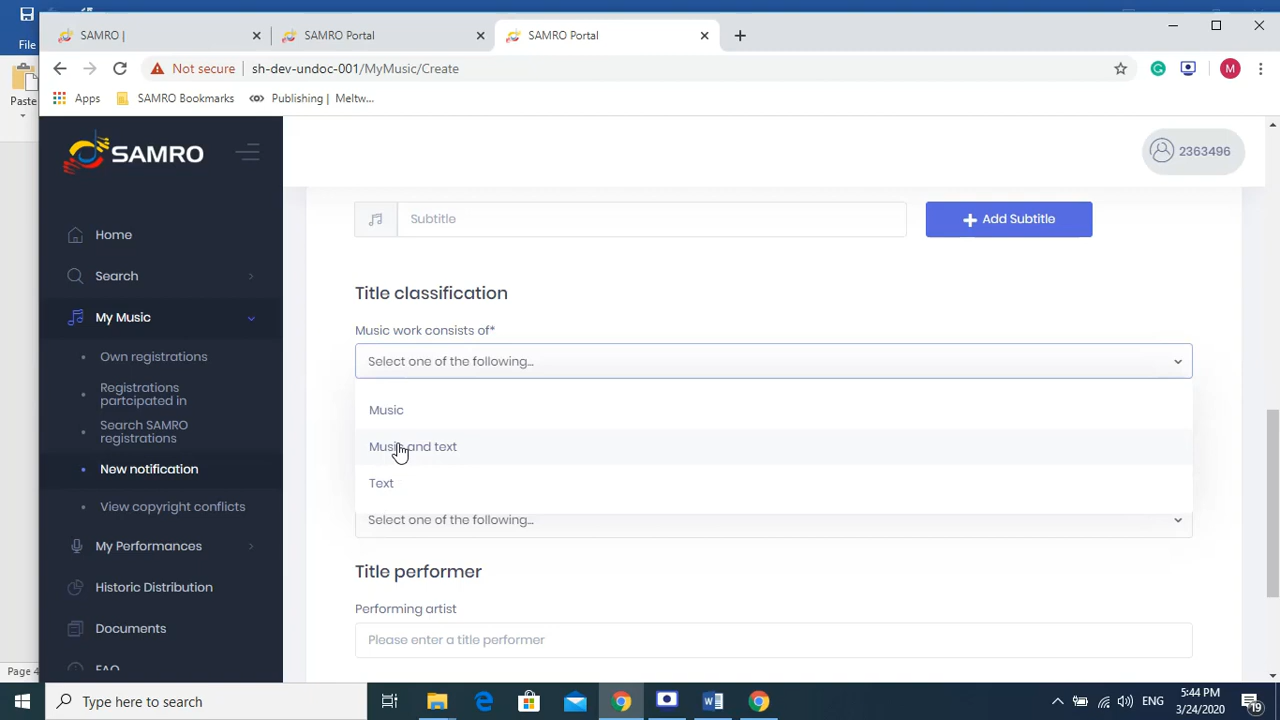 File
Paste
Page 4
SAMRO |
SAMRO Portal
SAMRO Portal
Not secure
sh-dev-undoc-001/MyMusic/Create
M
Apps
SAMRO Bookmarks
Publishing | Meltw...
SAMRO
2363496
Home
Search
My Music
Own registrations
Registrations
partcipated in
Search SAMRO
registrations
New notification
View copyright conflicts
My Performances
Historic Distribution
Documents
FAQ
Subtitle
Add Subtitle
Title classification
Music work consists of*
Select one of the following...
Music
Music and text
Text
Select one of the following...
Title performer
Performing artist
Please enter a title performer
Type here to search
ENG
5:44 PM
3/24/2020
19